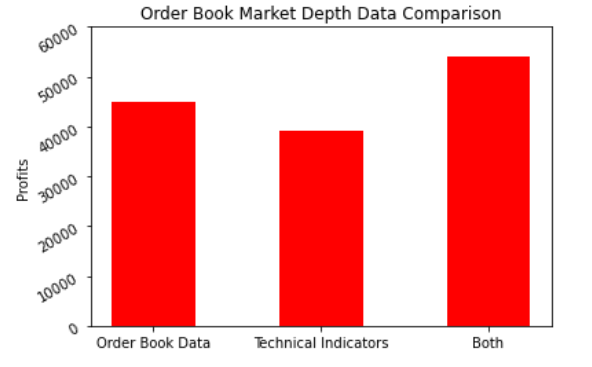 Order Book Market Depth Data Comparison
60000
50000
40000
30000
20000
10000
0
Profits
Order Book Data Technical Indicators Both